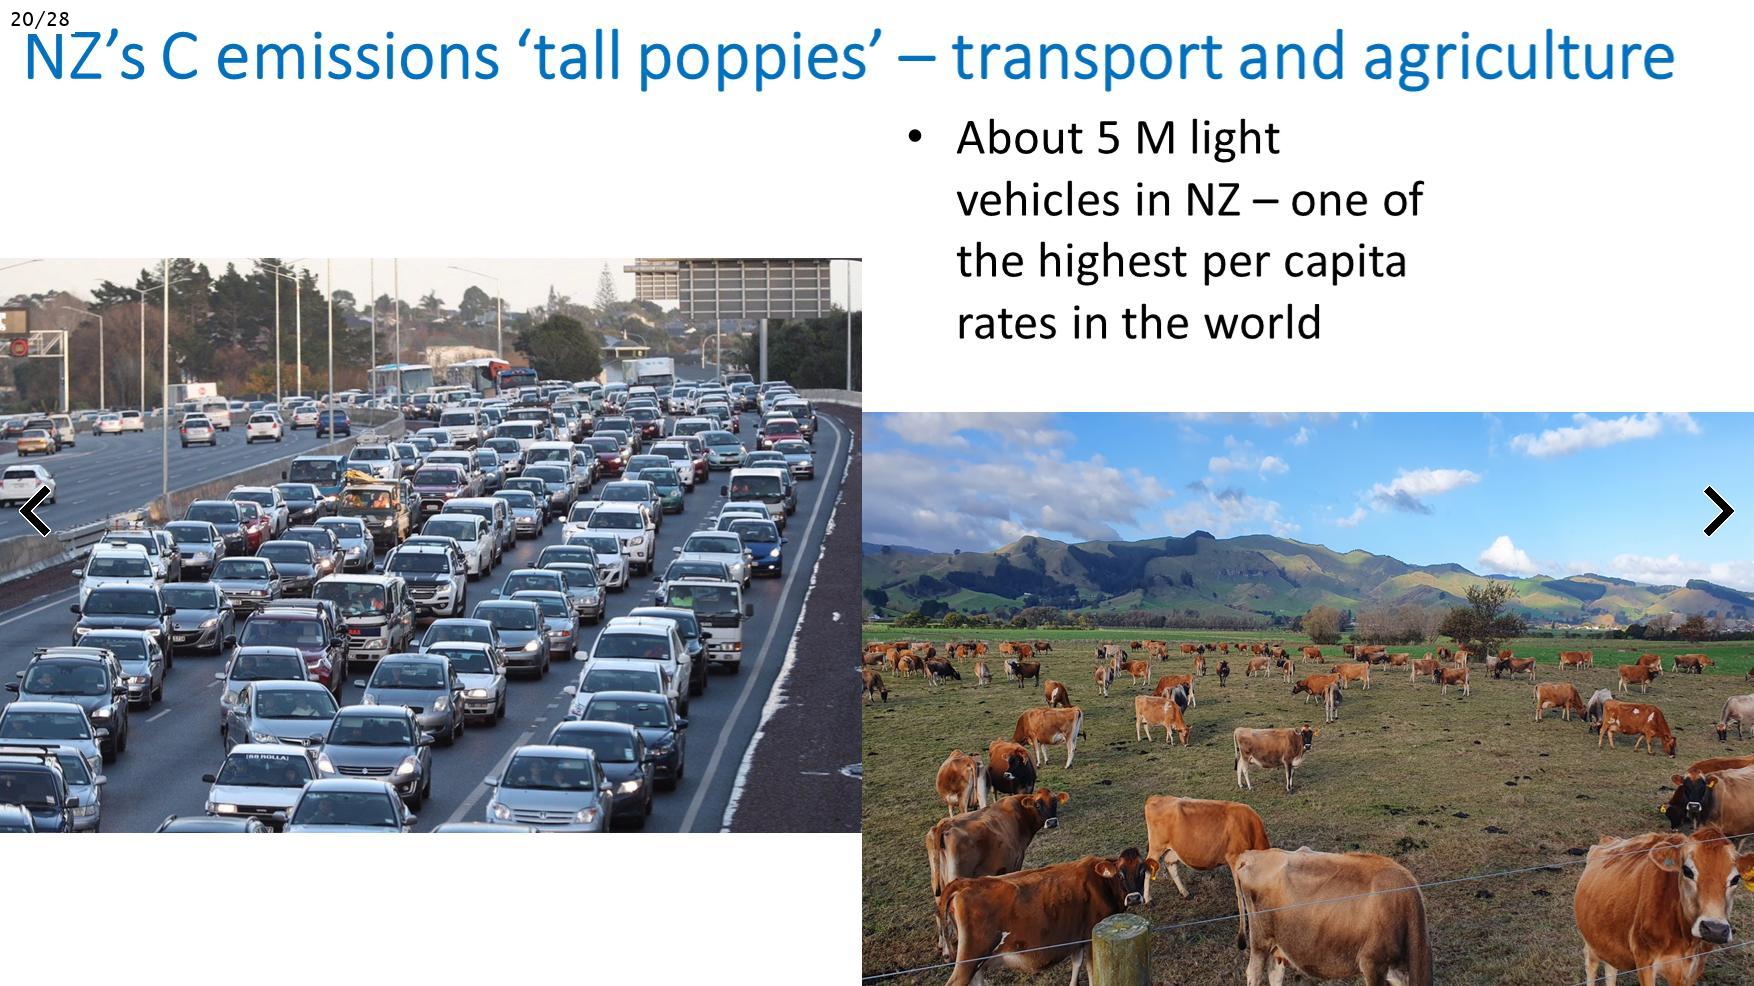 20/28
NZ’s C emissions ‘tall poppies’ – transport and agriculture
• About 5 M light
vehicles in NZ – one of
the highest per capita
rates in the world